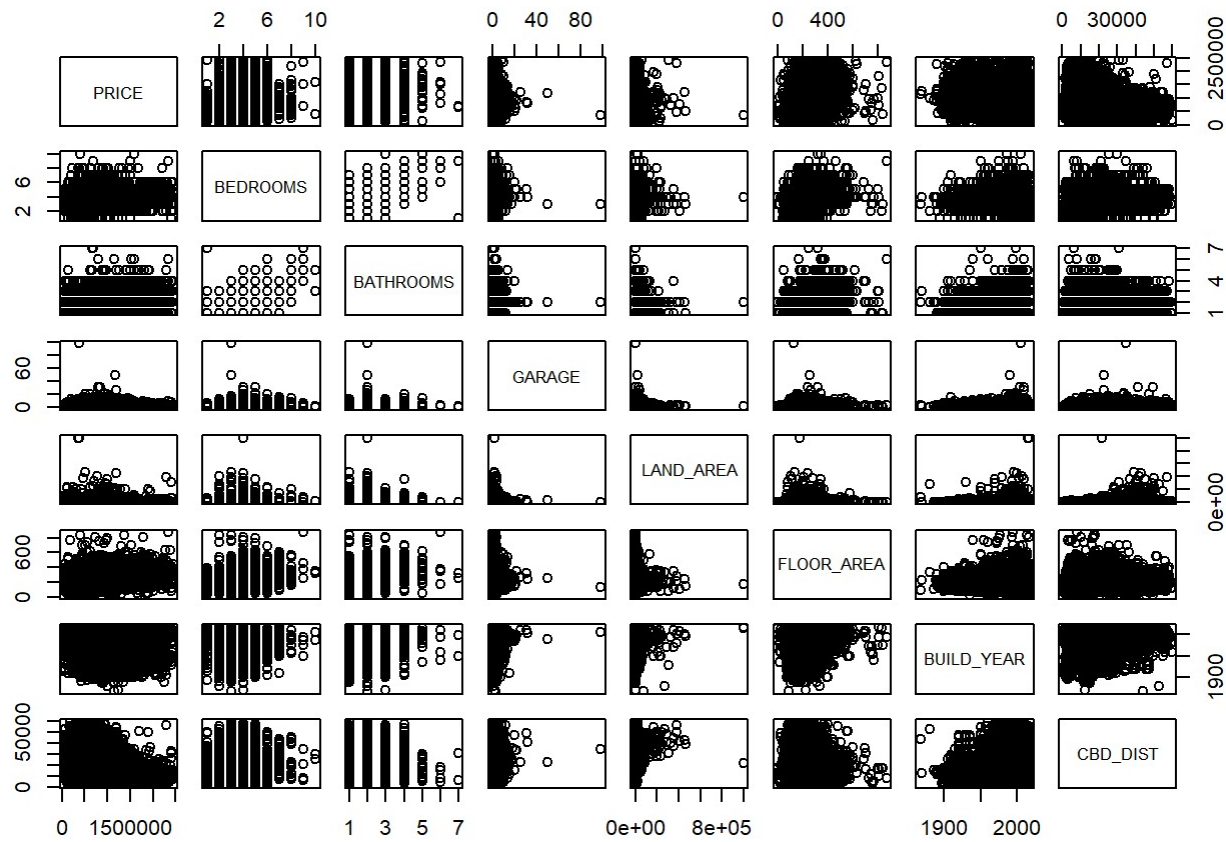 2 6 10 0 40 80 0 400 0 30000
PRICE 0 2500000
2 6 BEDROOMS
BATHROOMS 1 4 7
0 60 GARAGE
LAND_AREA 0e+00
0 600 FLOOR_AREA
BUILD_YEAR 1900
0 50000 CBD_DIST
0 1500000 1 3 5 7 0e+00 8e+05 1900 2000